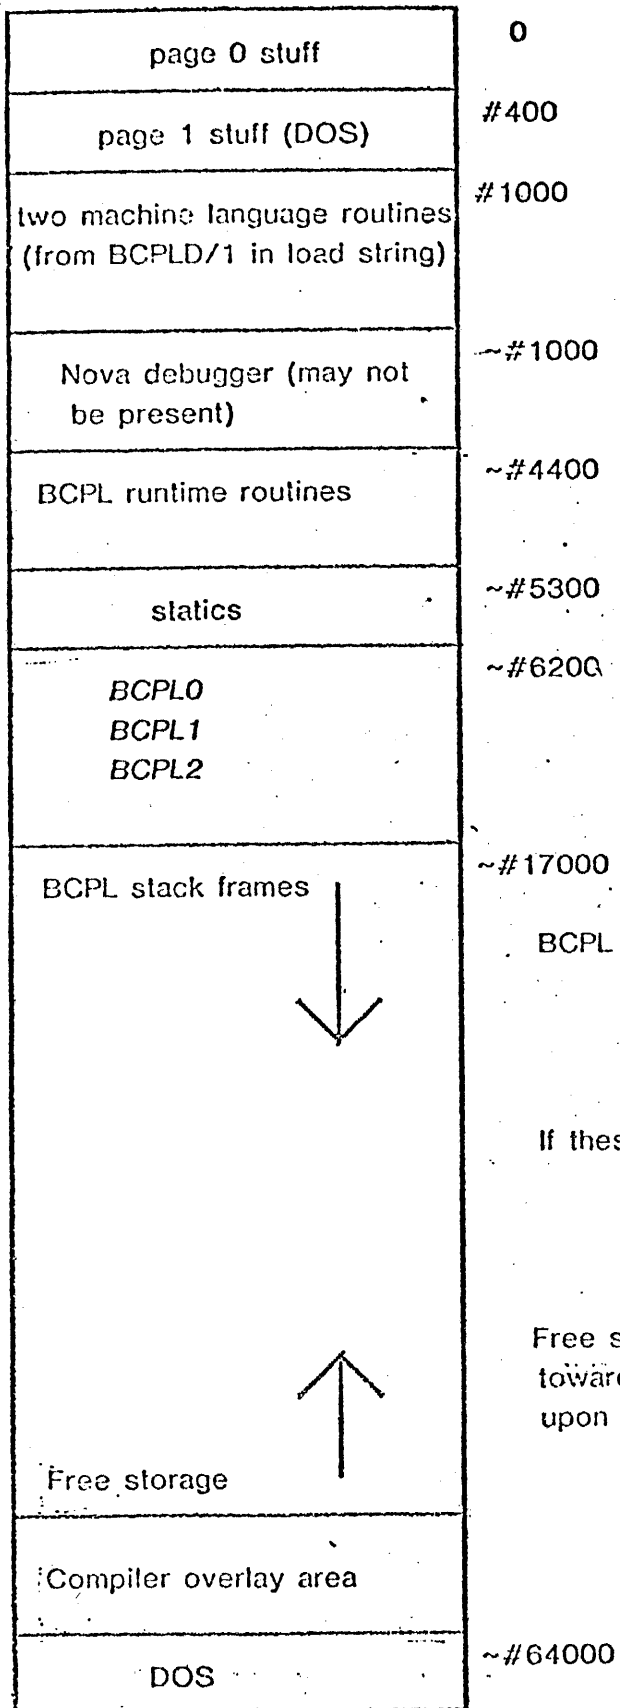 page 0 stuff
0
page 1 stuff (DOS)
#400
two machine language routines
(from BCPLD/1 in load string)
#1000
Nova debugger (may not
be present)
~#1000
BCPL runtime routines
~#4400
statics
~#5300
BCPL0
BCPL1
BCPL2
~#6200
BCPL stack frames
~#17000
BCPL
If thes
Free s
toward
upon
Free storage
Compiler overlay area
DOS
~#64000